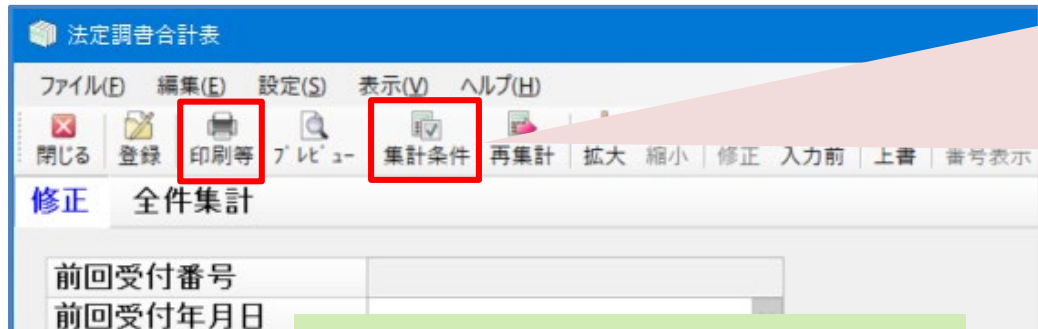 法定調書合計表
ファイル(F) 編集(E) 設定(S) 表示(V) ヘルプ(H)
閉じる 登録 印刷等 プレビュー 集計条件 再集計 拡大 縮小 修正 入力前 上書 番号表示
修正 全件集計
前回受付番号
前回受付年月日